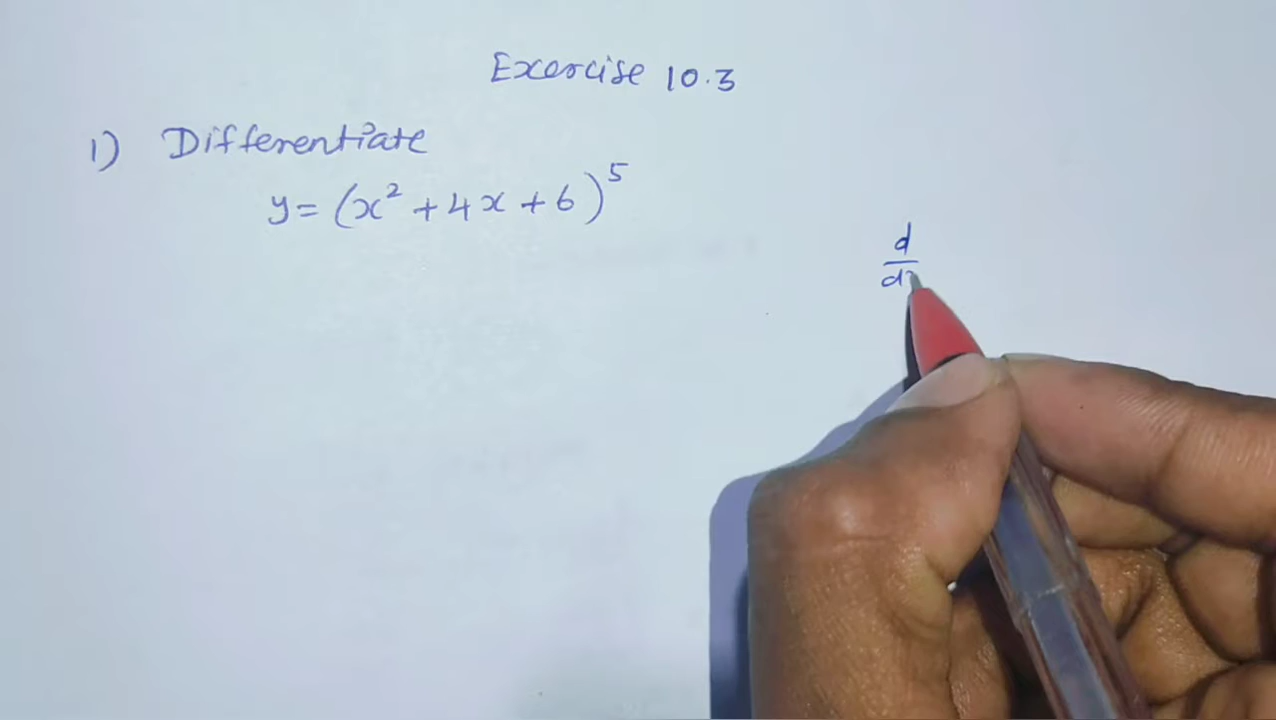 Exercise 10.3
1) Differentiate
y = (x² + 4x + 6)⁵
d
d